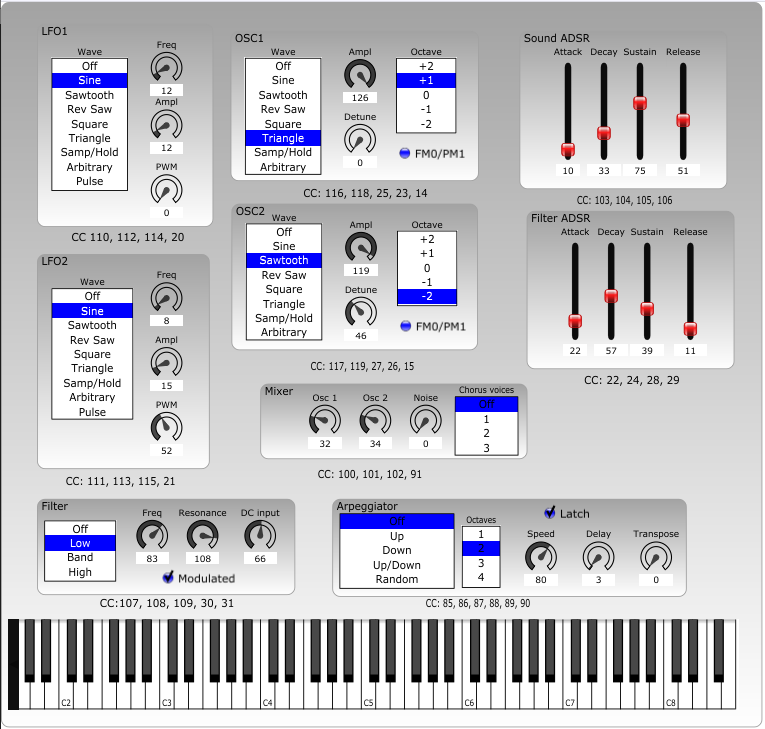 LFO1
Wave
Off
Sine
Sawtooth
Rev Saw
Square
Triangle
Samp/Hold
Arbitrary
Pulse
Freq
12
Ampl
12
PWM
0
CC 110, 112, 114, 20
OSC1
Wave
Off
Sine
Sawtooth
Rev Saw
Square
Triangle
Samp/Hold
Arbitrary
Ampl
126
Detune
0
Octave
+2
+1
0
-1
-2
FM0/PM1
CC: 116, 118, 25, 23, 14
Sound ADSR
Attack Decay Sustain Release
10 33 75 51
CC: 103, 104, 105, 106
LFO2
Wave
Off
Sine
Sawtooth
Rev Saw
Square
Triangle
Samp/Hold
Arbitrary
Pulse
Freq
8
Ampl
15
PWM
52
CC: 111, 113, 115, 21
OSC2
Wave
Off
Sine
Sawtooth
Rev Saw
Square
Triangle
Samp/Hold
Arbitrary
Ampl
119
Detune
46
Octave
+2
+1
0
-1
-2
FM0/PM1
CC: 117, 119, 27, 26, 15
Filter ADSR
Attack Decay Sustain Release
22 57 39 11
CC: 22, 24, 28, 29
Mixer
Osc 1 Osc 2 Noise
32 34 0
Chorus voices
Off
1
2
3
CC: 100, 101, 102, 91
Filter
Off
Low
Band
High
Freq Resonance DC input
83 108 66
Modulated
CC:107, 108, 109, 30, 31
Arpeggiator
Off
Up
Down
Up/Down
Random
Octaves
1
2
3
4
Latch
Speed Delay Transpose
80 3 0
CC: 85, 86, 87, 88, 89, 90
C2 C3 C4 C5 C6 C7 C8